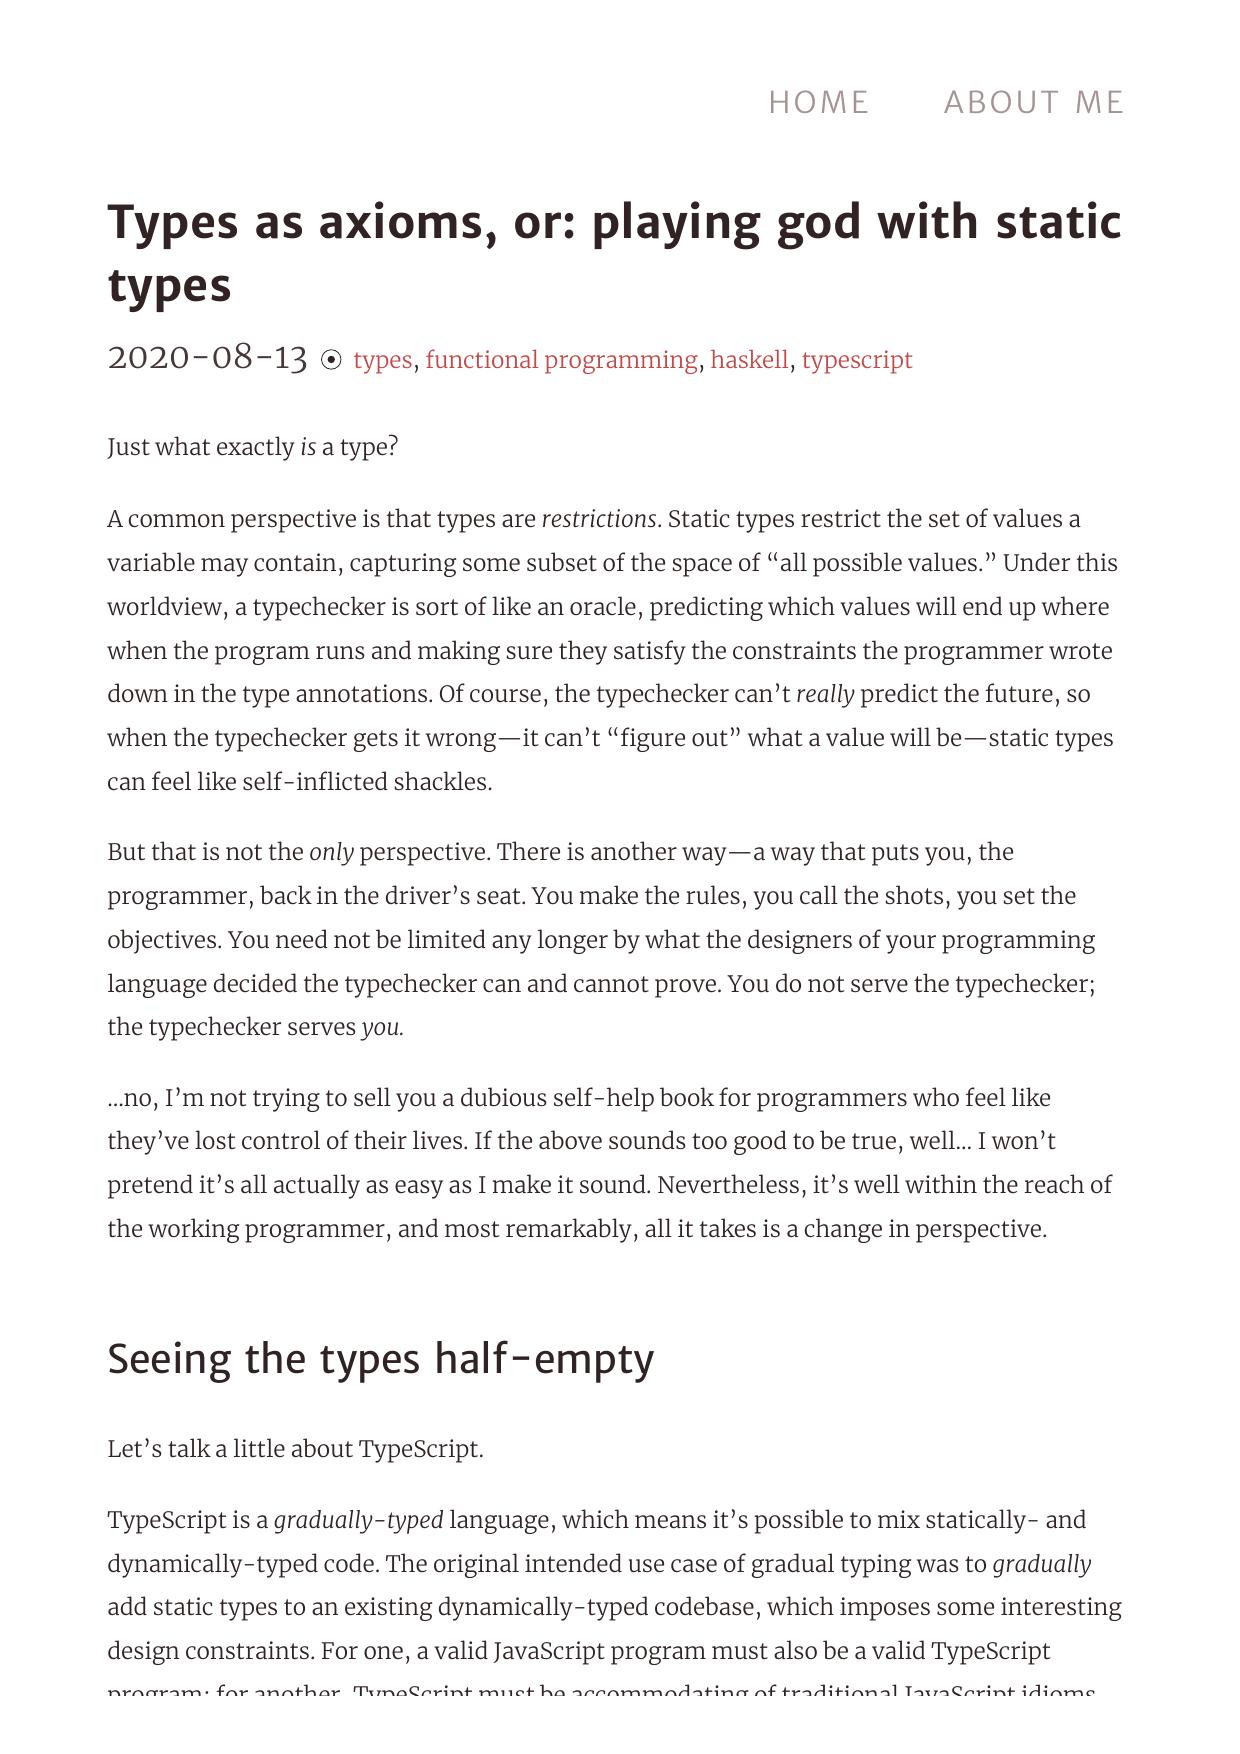 HOME ABOUT ME
Types as axioms, or: playing god with static
types
2020-08-13 ☉ types, functional programming, haskell, typescript
Just what exactly is a type?
A common perspective is that types are restrictions. Static types restrict the set of values a
variable may contain, capturing some subset of the space of “all possible values.” Under this
worldview, a typechecker is sort of like an oracle, predicting which values will end up where
when the program runs and making sure they satisfy the constraints the programmer wrote
down in the type annotations. Of course, the typechecker can’t really predict the future, so
when the typechecker gets it wrong—it can’t “figure out” what a value will be—static types
can feel like self-inflicted shackles.
But that is not the only perspective. There is another way—a way that puts you, the
programmer, back in the driver’s seat. You make the rules, you call the shots, you set the
objectives. You need not be limited any longer by what the designers of your programming
language decided the typechecker can and cannot prove. You do not serve the typechecker;
the typechecker serves you.
…no, I’m not trying to sell you a dubious self-help book for programmers who feel like
they’ve lost control of their lives. If the above sounds too good to be true, well… I won’t
pretend it’s all actually as easy as I make it sound. Nevertheless, it’s well within the reach of
the working programmer, and most remarkably, all it takes is a change in perspective.
Seeing the types half-empty
Let’s talk a little about TypeScript.
TypeScript is a gradually-typed language, which means it’s possible to mix statically- and
dynamically-typed code. The original intended use case of gradual typing was to gradually
add static types to an existing dynamically-typed codebase, which imposes some interesting
design constraints. For one, a valid JavaScript program must also be a valid TypeScript
program; for another, TypeScript must be accommodating of traditional JavaScript idioms.